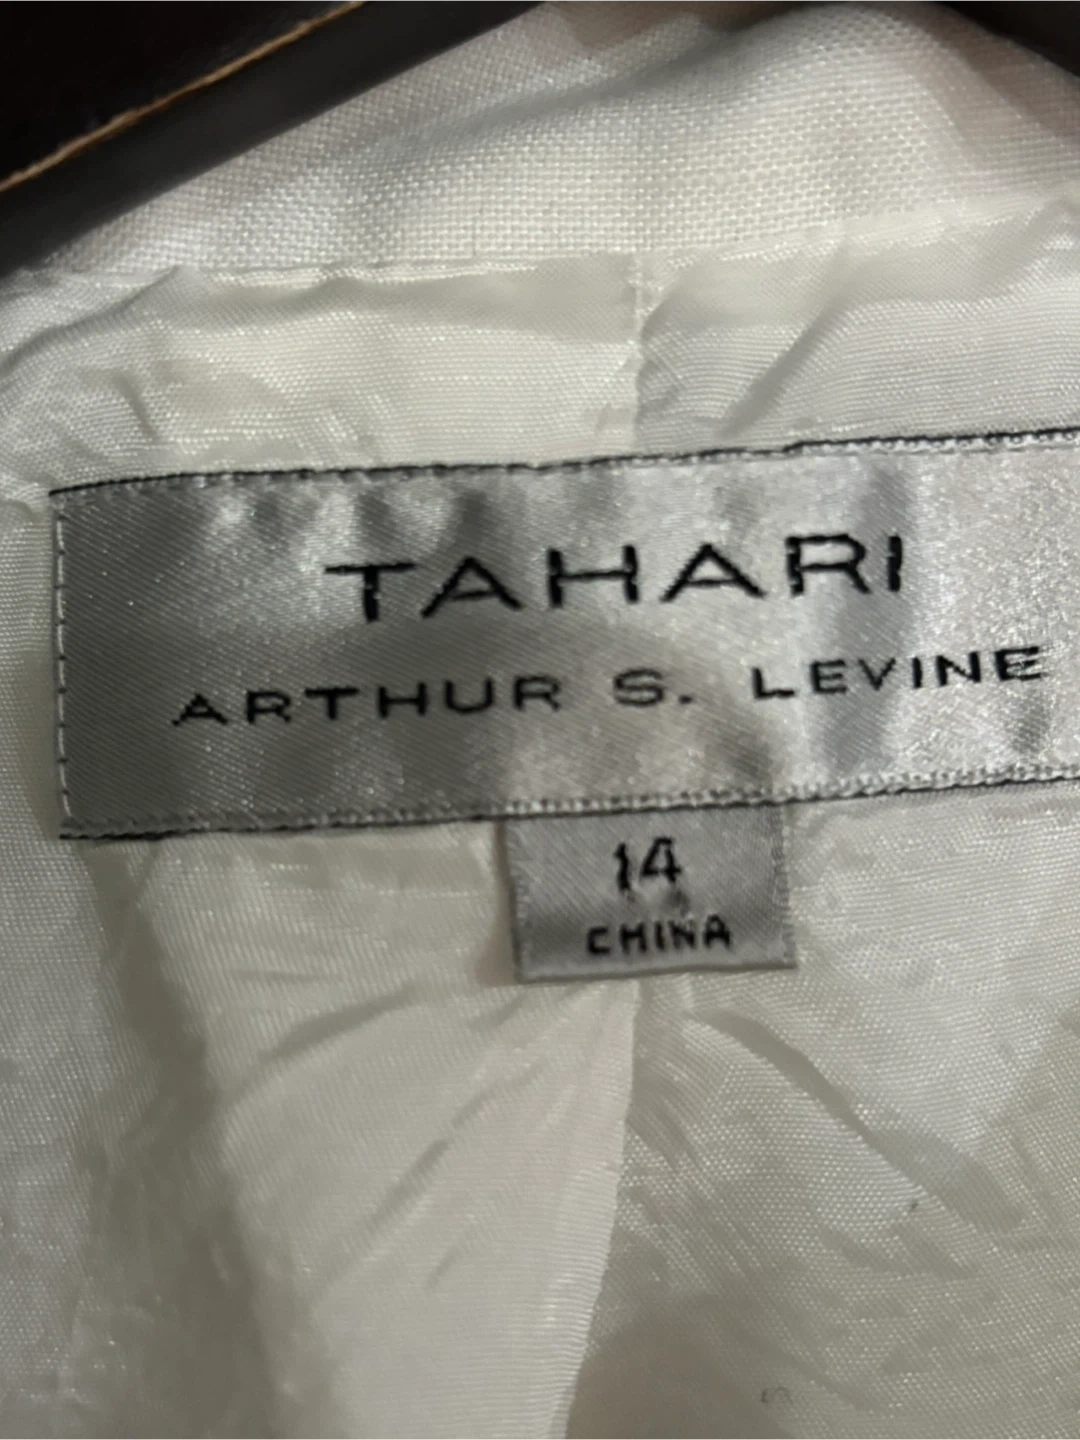 TAHARI
ARTHUR S. LEVINE
14
CHINA